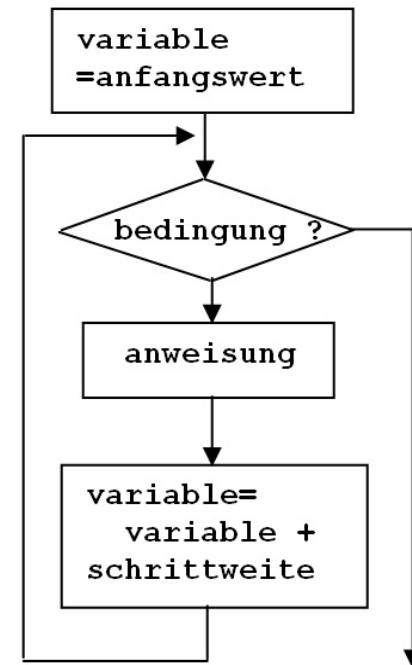 variable
=anfangswert
bedingung ?
anweisung
variable=
variable +
schrittweite